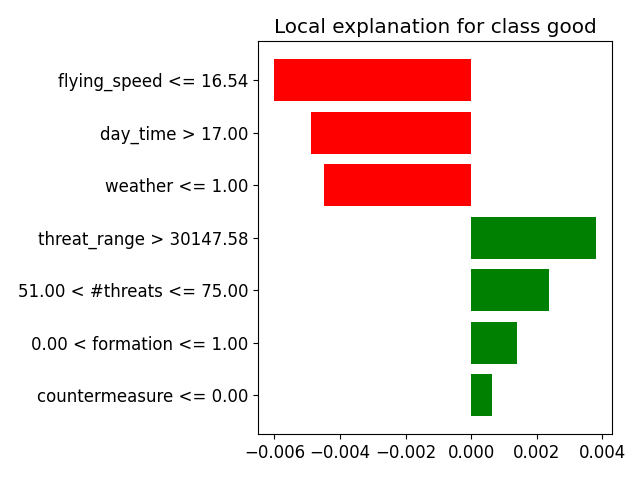 Local explanation for class good
flying_speed <= 16.54
day_time > 17.00
weather <= 1.00
threat_range > 30147.58
51.00 < #threats <= 75.00
0.00 < formation <= 1.00
countermeasure <= 0.00
−0.006 −0.004 −0.002 0.000 0.002 0.004